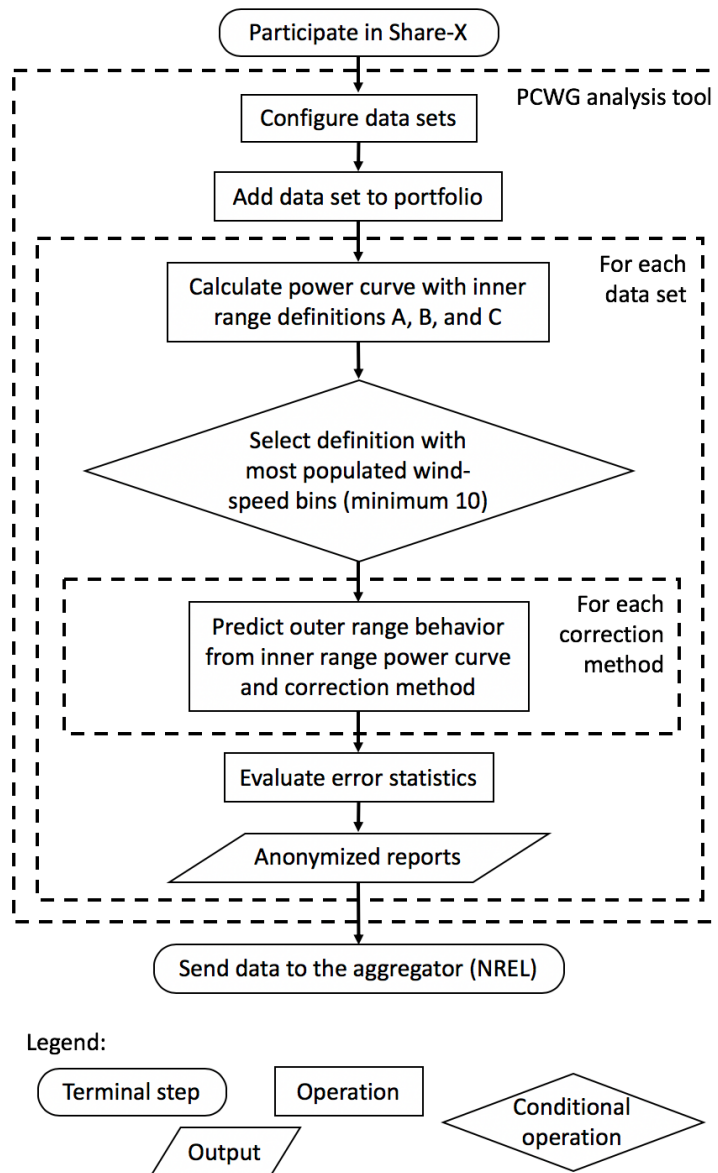 Participate in Share-X
PCWG analysis tool
Configure data sets
Add data set to portfolio
For each
data set
Calculate power curve with inner
range definitions A, B, and C
Select definition with
most populated wind-
speed bins (minimum 10)
For each
correction
method
Predict outer range behavior
from inner range power curve
and correction method
Evaluate error statistics
Anonymized reports
Send data to the aggregator (NREL)
Legend:
Terminal step
Operation
Conditional
operation
Output